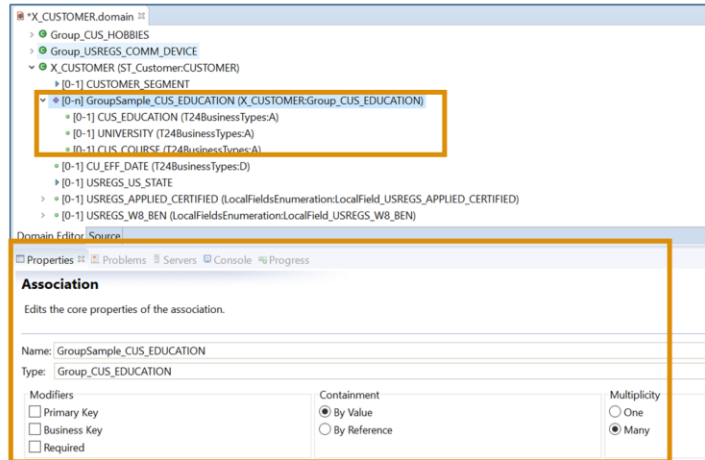 *X_CUSTOMER.domain
Group_CUS_HOBBIES
Group_USREGS_COMM_DEVICE
X_CUSTOMER (ST_Customer:CUSTOMER)
[0-1] CUSTOMER_SEGMENT
[0-n] GroupSample_CUS_EDUCATION (X_CUSTOMER:Group_CUS_EDUCATION)
[0-1] CUS_EDUCATION (T24BusinessTypes:A)
[0-1] UNIVERSITY (T24BusinessTypes:A)
[0-1] CUS_COURSE (T24BusinessTypes:A)
[0-1] CU_EFF_DATE (T24BusinessTypes:D)
[0-1] USREGS_US_STATE
[0-1] USREGS_APPLIED_CERTIFIED (LocalFieldsEnumeration:LocalField_USREGS_APPLIED_CERTIFIED)
[0-1] USREGS_W8_BEN (LocalFieldsEnumeration:LocalField_USREGS_W8_BEN)
Domain Editor Source
Properties Problems Servers Console Progress
Association
Edits the core properties of the association.
Name: GroupSample_CUS_EDUCATION
Type: Group_CUS_EDUCATION
Modifiers Containment Multiplicity
Primary Key By Value One
Business Key By Reference Many
Required